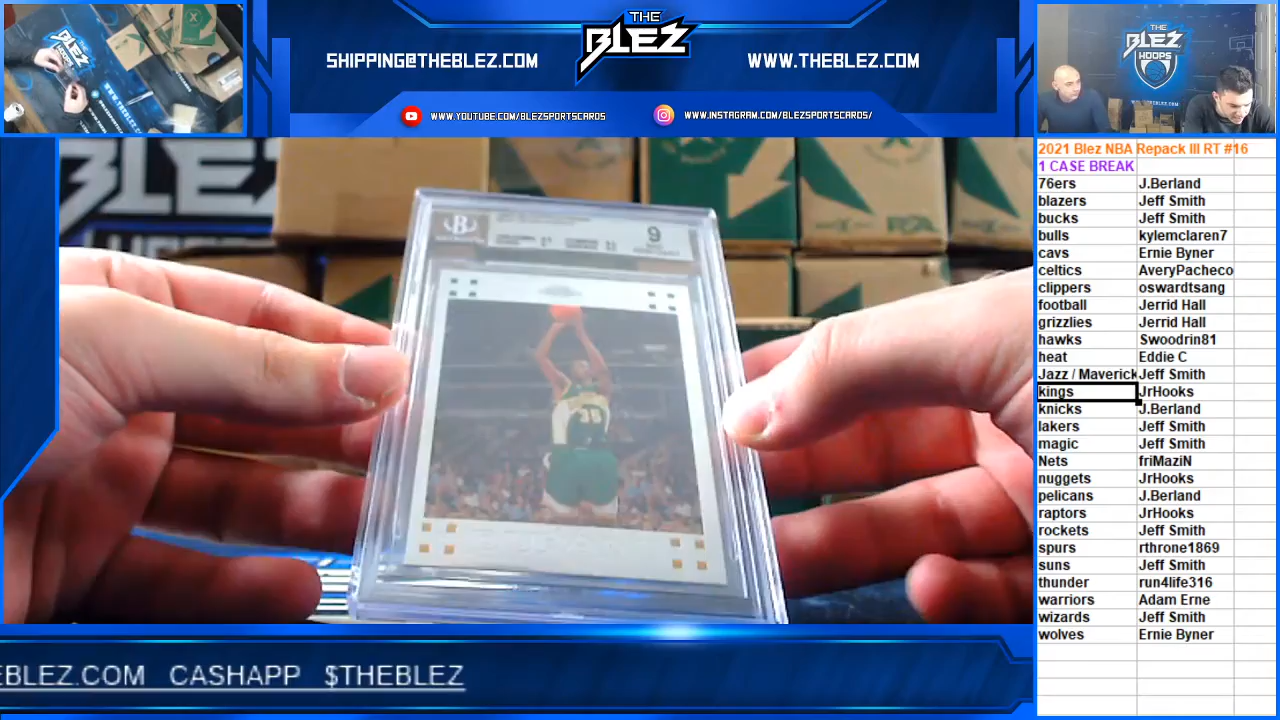 THE
BLEZ
SHIPPING@THEBLEZ.COM
WWW.THEBLEZ.COM
WWW.YOUTUBE.COM/BLEZSPORTSCARDS
WWW.INSTAGRAM.COM/BLEZSPORTSCARDS/
THE
BLEZ
HOOPS
2021 Blez NBA Repack III RT #16
1 CASE BREAK
76ers J.Berland
blazers Jeff Smith
bucks Jeff Smith
bulls kylemclaren7
cavs Ernie Byner
celtics AveryPacheco
clippers oswardtsang
football Jerrid Hall
grizzlies Jerrid Hall
hawks Swoodrin81
heat Eddie C
Jazz / Maverick Jeff Smith
kings JrHooks
knicks J.Berland
lakers Jeff Smith
magic Jeff Smith
Nets friMaziN
nuggets JrHooks
pelicans J.Berland
raptors JrHooks
rockets Jeff Smith
spurs rthrone1869
suns Jeff Smith
thunder run4life316
warriors Adam Erne
wizards Jeff Smith
wolves Ernie Byner
9
35
EBLEZ.COM CASHAPP $THEBLEZ